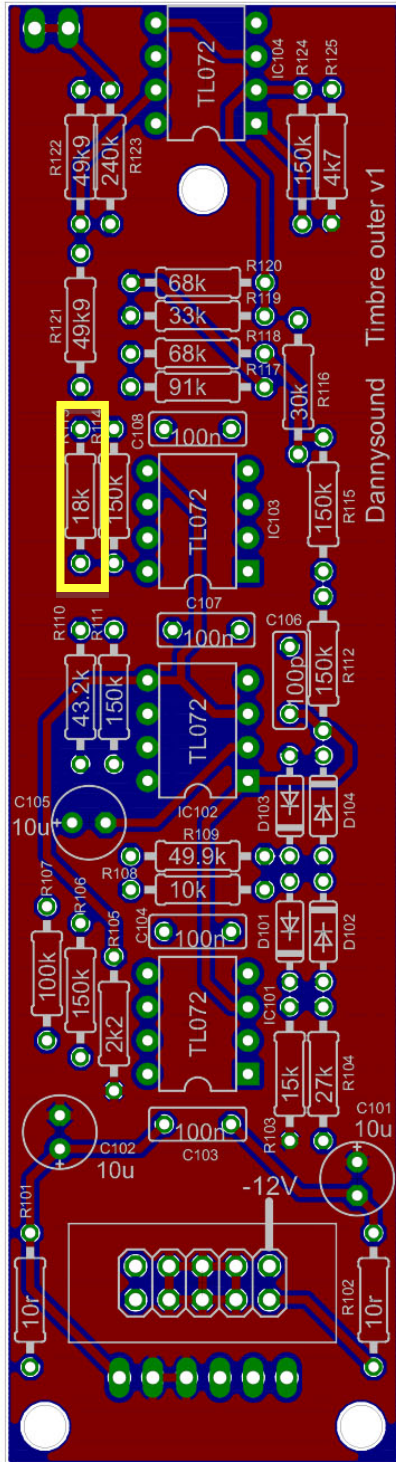 TL072
IC104
R124
R125
R122
49k9
240k
R123
150k
4k7
Timbre outer v1
Dannysound
R121
49k9
68k
R120
33k
R119
68k
R118
91k
R117
R116
30k
R114
18k
150k
C108
100n
TL072
IC103
150k
R115
R110
R111
43.2k
150k
C107
100n
C106
100p
150k
R112
TL072
IC102
C105
10u
+
D103
D104
R109
49.9k
R108
10k
R107
R106
R105
100k
150k
2k2
C104
100n
D101
D102
TL072
IC101
15k
27k
R103
R104
C102
10u
+
100n
C103
C101
10u
+
R101
10r
-12V
R102
10r